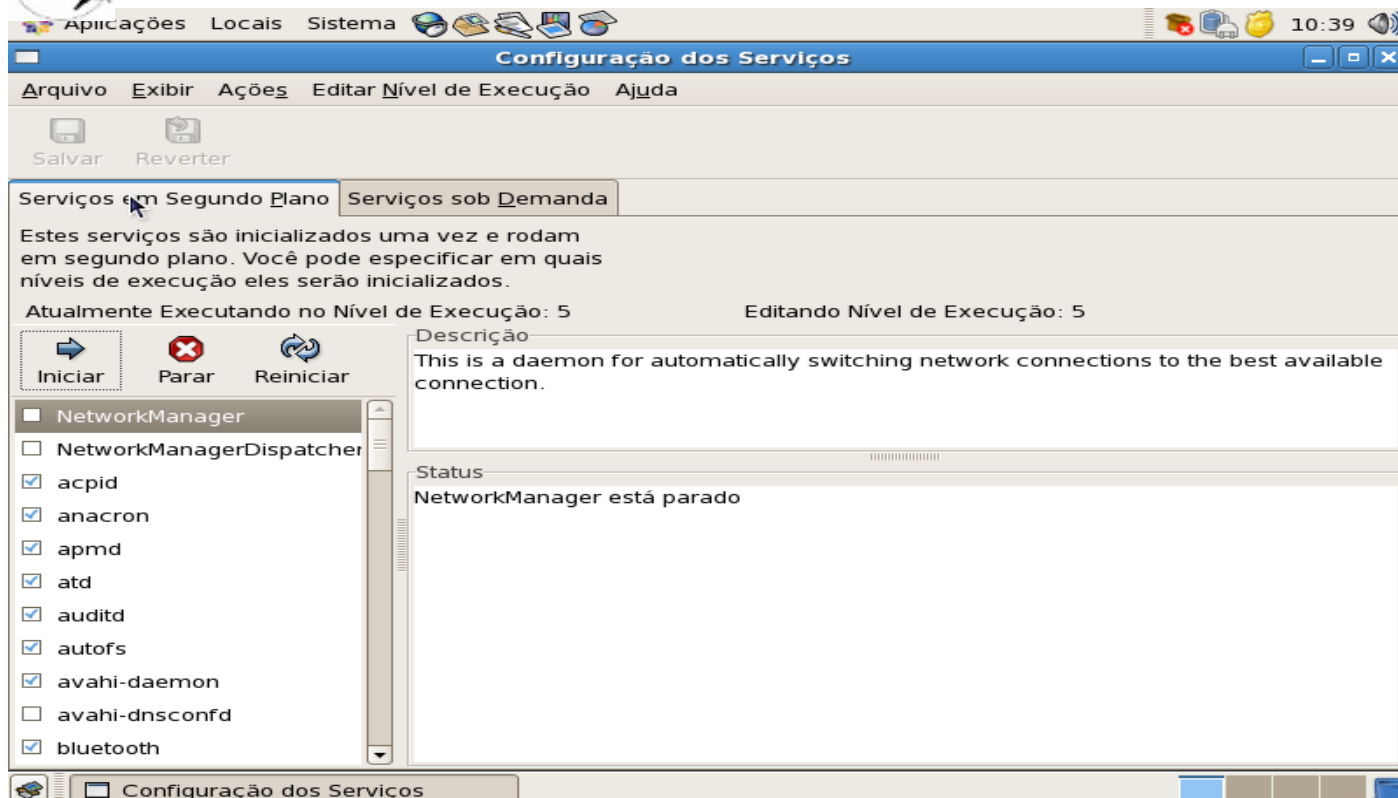 Aplicações Locais Sistema 10:39
Configuração dos Serviços
Arquivo Exibir Ações Editar Nível de Execução Ajuda
Salvar Reverter
Serviços em Segundo Plano Serviços sob Demanda
Estes serviços são inicializados uma vez e rodam
em segundo plano. Você pode especificar em quais
níveis de execução eles serão inicializados.
Atualmente Executando no Nível de Execução: 5 Editando Nível de Execução: 5
Iniciar Parar Reiniciar
NetworkManager
NetworkManagerDispatcher
acpid
anacron
apmd
atd
auditd
autofs
avahi-daemon
avahi-dnsconfd
bluetooth
Descrição
This is a daemon for automatically switching network connections to the best available
connection.
Status
NetworkManager está parado
Configuração dos Serviços